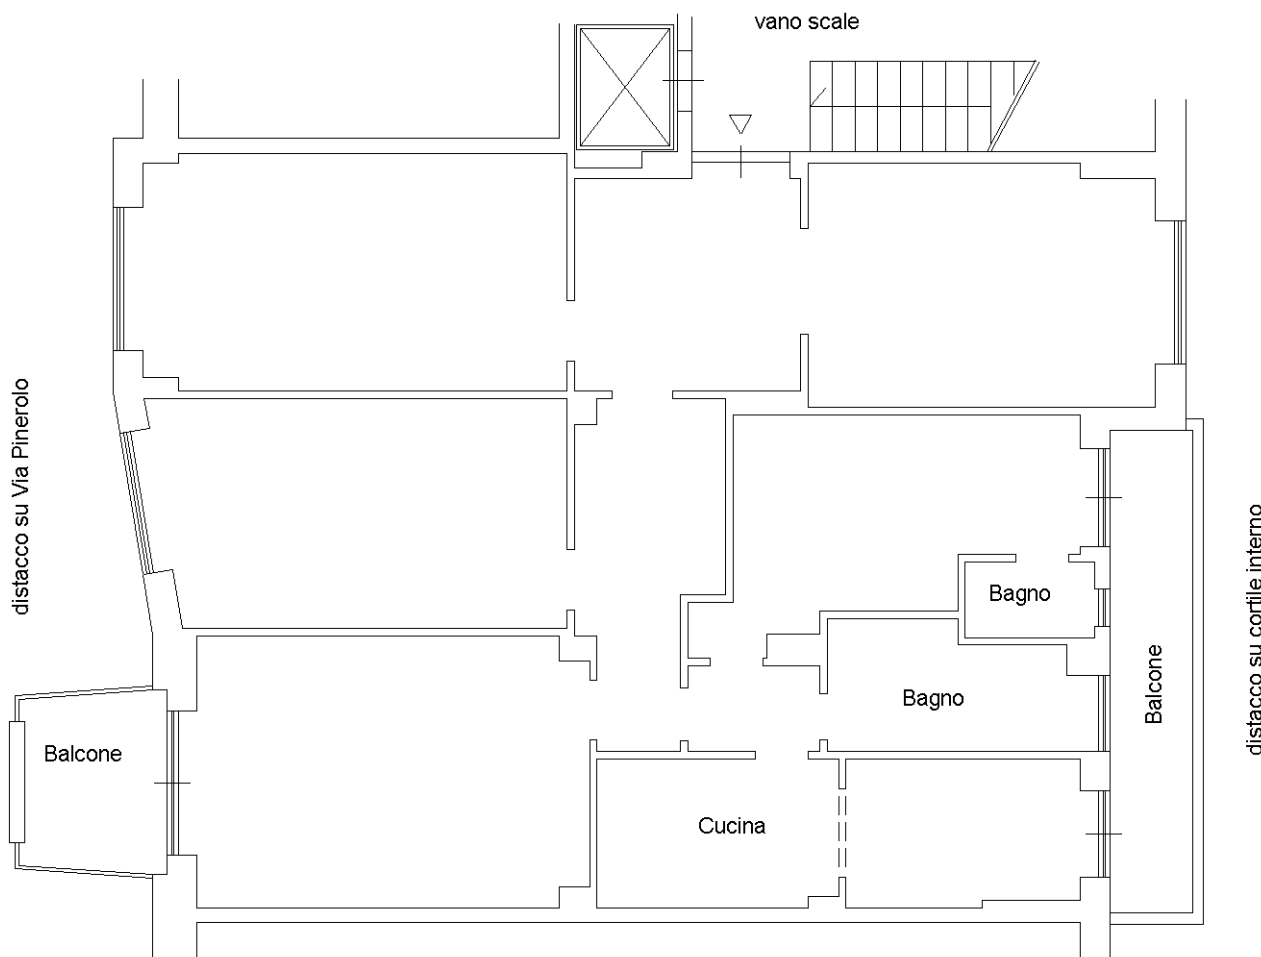 vano scale
distacco su Via Pinerolo
distacco su cortile interno
Bagno
Balcone
Bagno
Balcone
Cucina